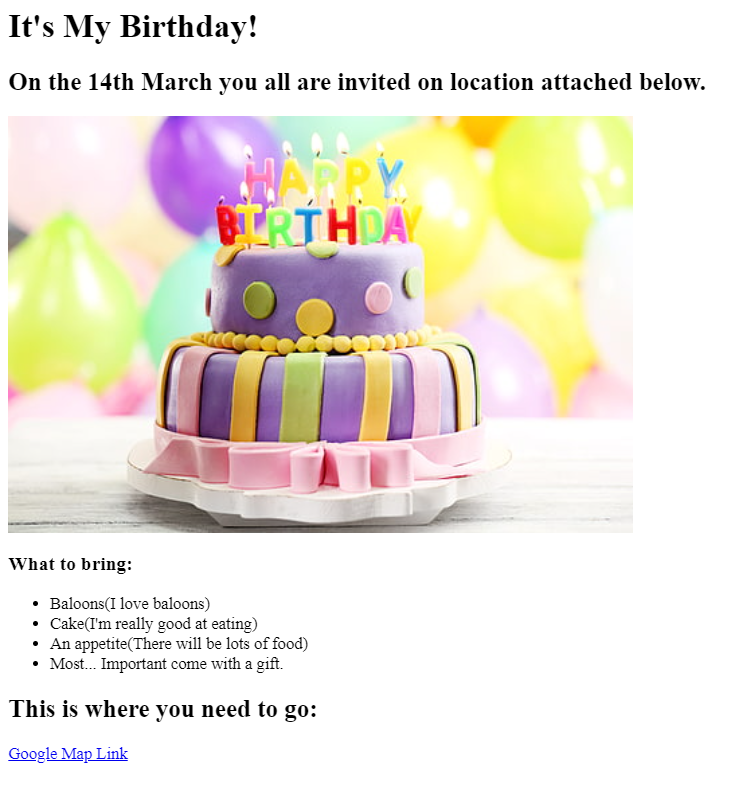 It's My Birthday!
On the 14th March you all are invited on location attached below.
HAPPY
BIRTHDAY
What to bring:
Baloons(I love baloons)
Cake(I'm really good at eating)
An appetite(There will be lots of food)
Most... Important come with a gift.
This is where you need to go:
Google Map Link